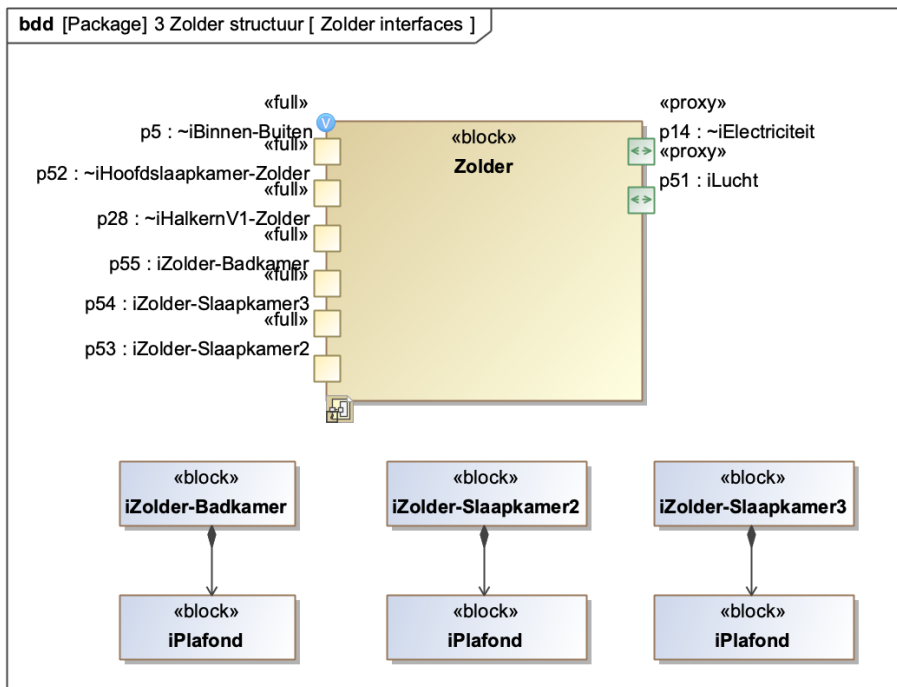 bdd [Package] 3 Zolder structuur [ Zolder interfaces ]
«full»
p5 : ~iBinnen-Buiten
«full»
p52 : ~iHoofdslaapkamer-Zolder
«full»
p28 : ~iHalkernV1-Zolder
«full»
p55 : iZolder-Badkamer
«full»
p54 : iZolder-Slaapkamer3
«full»
p53 : iZolder-Slaapkamer2
V
«block»
Zolder
«proxy»
p14 : ~iElectriciteit
«proxy»
p51 : iLucht
«block»
iZolder-Badkamer
«block»
iZolder-Slaapkamer2
«block»
iZolder-Slaapkamer3
«block»
iPlafond
«block»
iPlafond
«block»
iPlafond